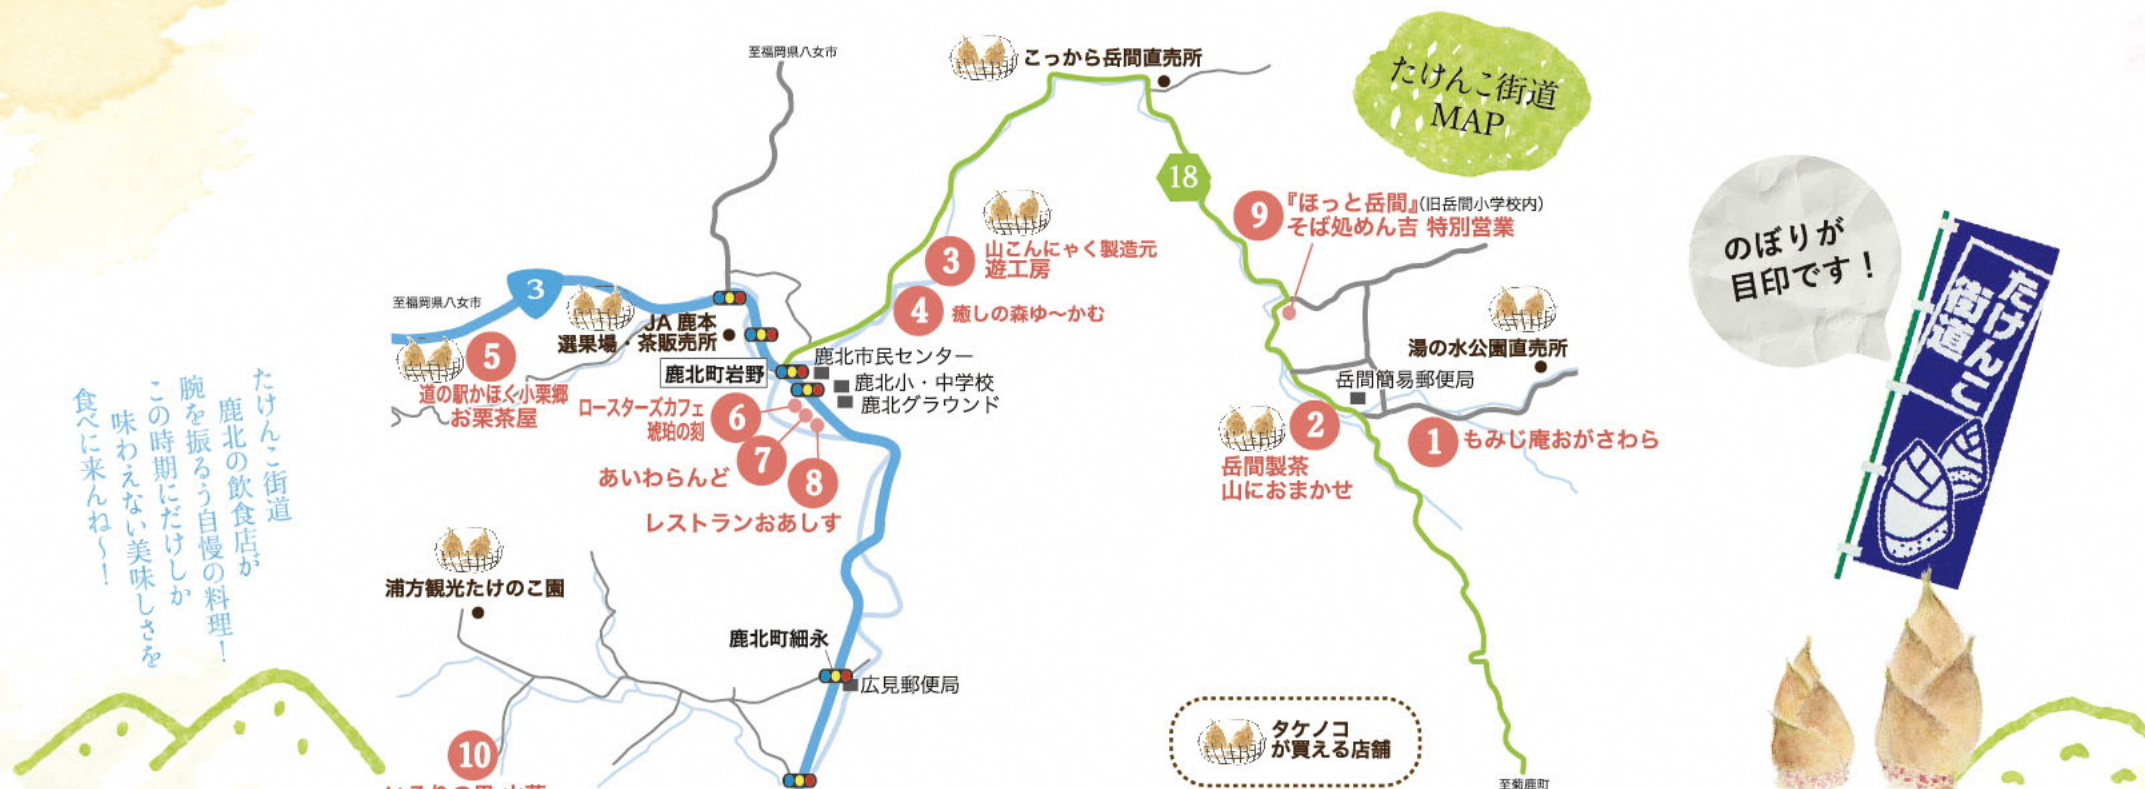 至福岡県八女市
こっから岳間直売所
たけんこ街道
MAP
18
9
『ほっと岳間』(旧岳間小学校内)
そば処めん吉 特別営業
のぼりが
目印です！
たけんこ
街道
3
山こんにゃく製造元
遊工房
4
癒しの森ゆ～かむ
至福岡県八女市
3
JA 鹿本
選果場・茶販売所
5
道の駅かほく小栗郷
お栗茶屋
鹿北町岩野
鹿北市民センター
鹿北小・中学校
鹿北グラウンド
ロースターズカフェ
琥珀の刻
6
あいわらんど
7
8
レストランおあしす
湯の水公園直売所
岳間簡易郵便局
2
岳間製茶
山におまかせ
1
もみじ庵おがさわら
たけんこ街道
鹿北の飲食店が
腕を振るう自慢の料理！
この時期にだけしか
味わえない美味しさを
食べに来んね～！
浦方観光たけのこ園
鹿北町細永
広見郵便局
10
タケノコ
が買える店舗
至菊鹿町